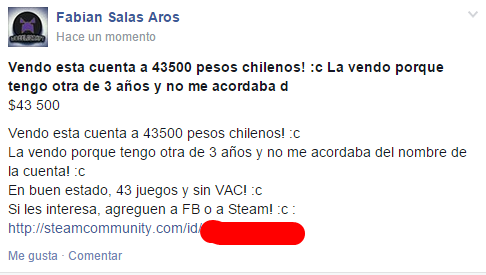 Fabian Salas Aros
Hace un momento
Vendo esta cuenta a 43500 pesos chilenos! :c La vendo porque
tengo otra de 3 años y no me acordaba d
$43 500
Vendo esta cuenta a 43500 pesos chilenos! :c
La vendo porque tengo otra de 3 años y no me acordaba del nombre de
la cuenta! :c
En buen estado, 43 juegos y sin VAC! :c
Si les interesa, agreguen a FB o a Steam! :c :
http://steamcommunity.com/id/
Me gusta · Comentar